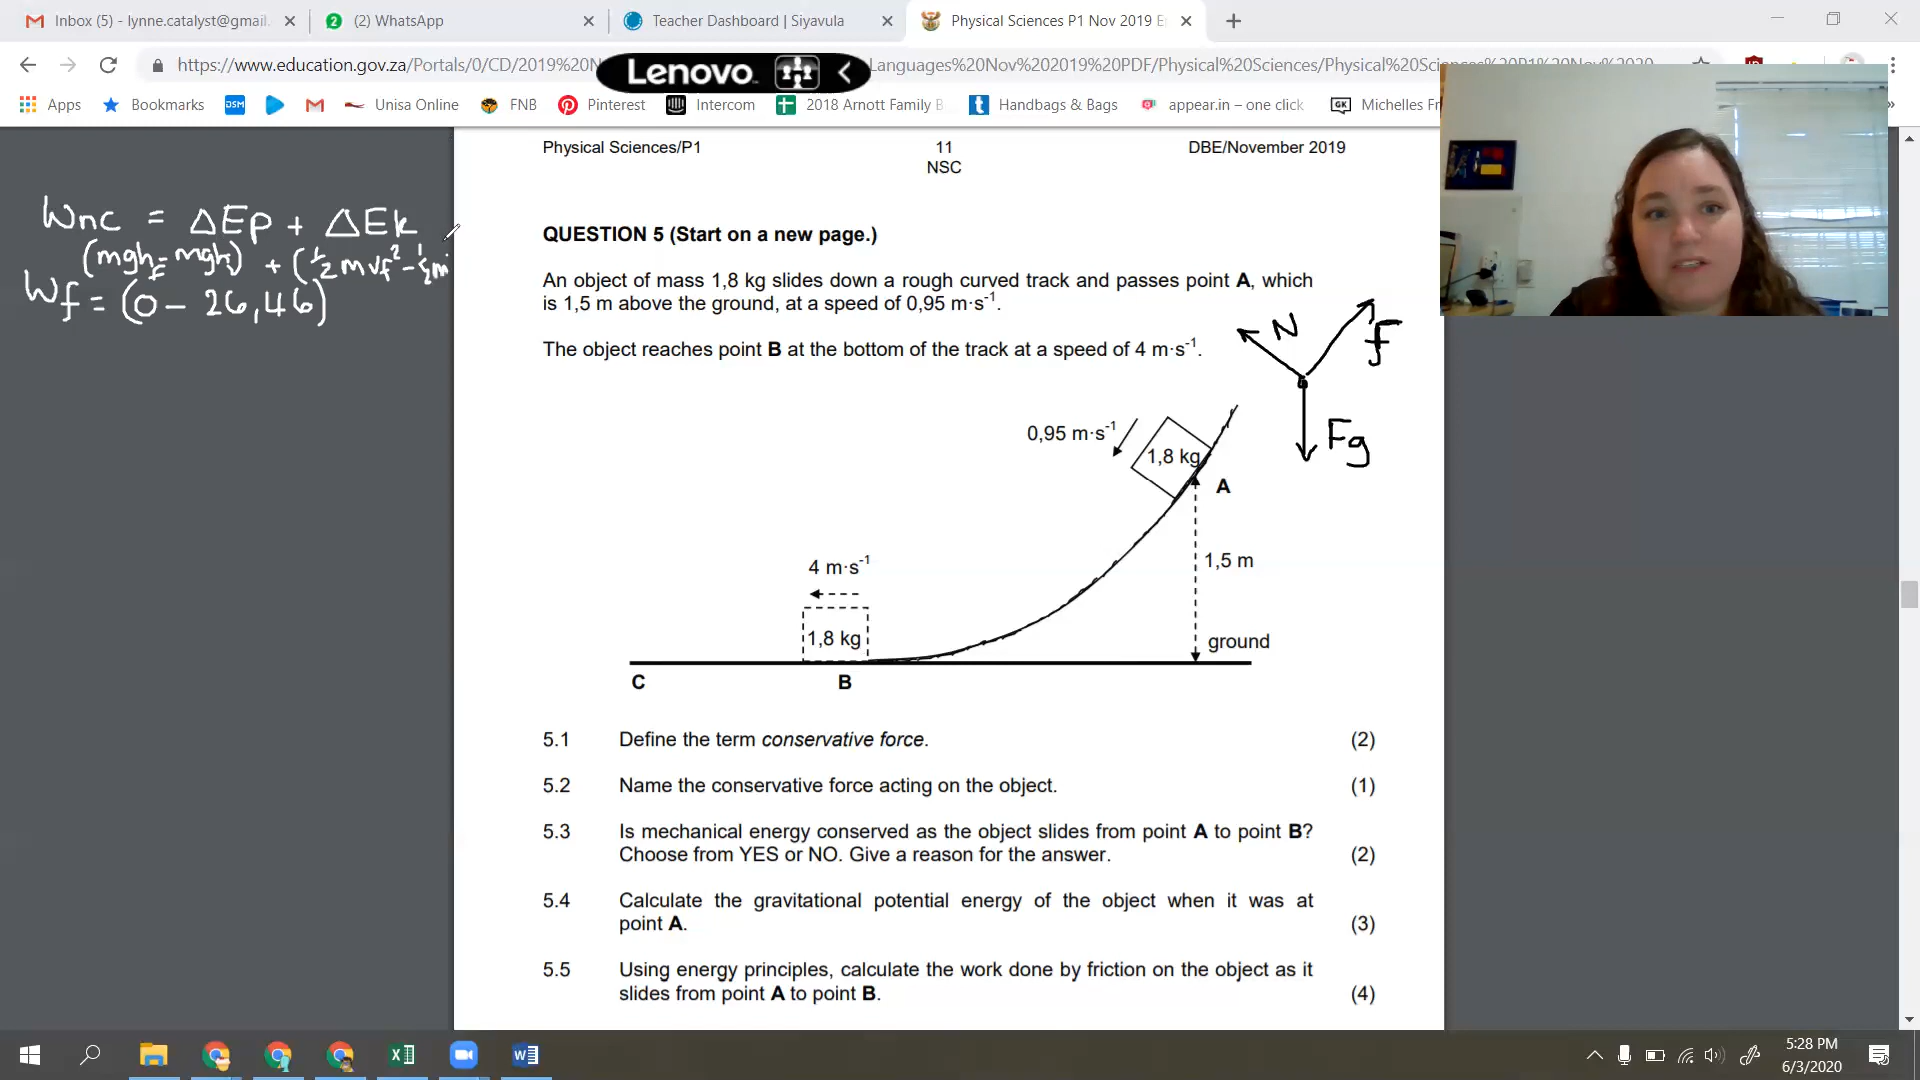 Inbox (5) - lynne.catalyst@gmail.
(2) WhatsApp
Teacher Dashboard | Siyavula
Physical Sciences P1 Nov 2019 E
https://www.education.gov.za/Portals/0/CD/2019%20N
Lenovo
Languages%20Nov%202019%20PDF/Physical%20Sciences/Physical%20Sciences%20P1%20Nov%2020
Apps
Bookmarks
DSM
Unisa Online
FNB
Pinterest
Intercom
2018 Arnott Family B
Handbags & Bags
appear.in – one click
GK
Michelles Fr
Physical Sciences/P1 11 DBE/November 2019
NSC
Wnc = ΔEp + ΔEk
(mghf - mghi) + (½mvf² - ½m
Wf = (0 - 26,46)
QUESTION 5 (Start on a new page.)
An object of mass 1,8 kg slides down a rough curved track and passes point A, which
is 1,5 m above the ground, at a speed of 0,95 m·s⁻¹.
The object reaches point B at the bottom of the track at a speed of 4 m·s⁻¹.
N
f
Fg
0,95 m·s⁻¹
1,8 kg
A
1,5 m
4 m·s⁻¹
1,8 kg
ground
C
B
5.1 Define the term conservative force. (2)
5.2 Name the conservative force acting on the object. (1)
5.3 Is mechanical energy conserved as the object slides from point A to point B?
Choose from YES or NO. Give a reason for the answer. (2)
5.4 Calculate the gravitational potential energy of the object when it was at
point A. (3)
5.5 Using energy principles, calculate the work done by friction on the object as it
slides from point A to point B. (4)
5:28 PM
6/3/2020